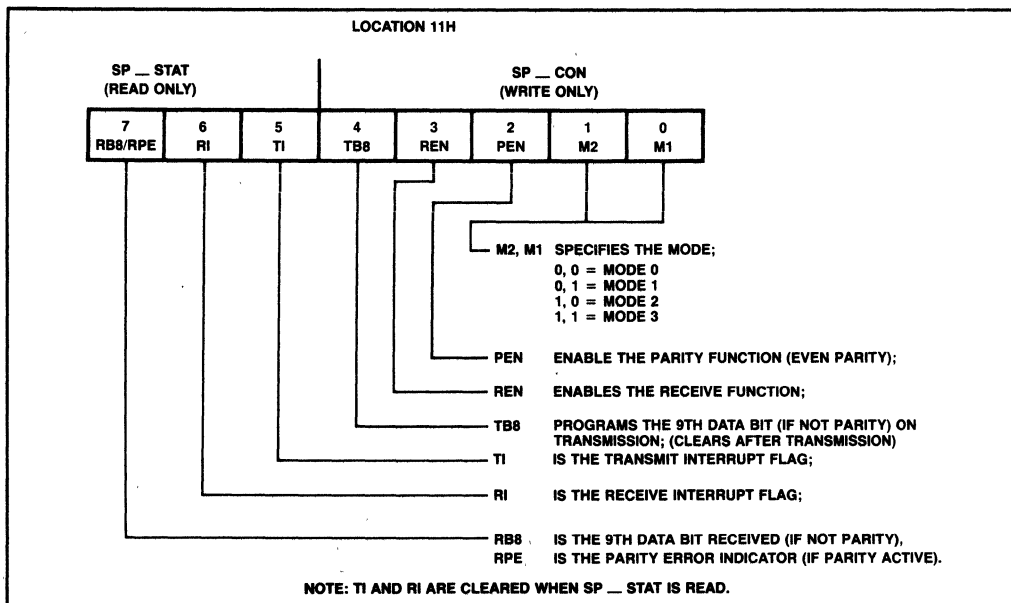 LOCATION 11H
SP __ STAT
(READ ONLY)
SP __ CON
(WRITE ONLY)
7 6 5 4 3 2 1 0
RB8/RPE RI TI TB8 REN PEN M2 M1
M2, M1 SPECIFIES THE MODE;
0, 0 = MODE 0
0, 1 = MODE 1
1, 0 = MODE 2
1, 1 = MODE 3
PEN ENABLE THE PARITY FUNCTION (EVEN PARITY);
REN ENABLES THE RECEIVE FUNCTION;
TB8 PROGRAMS THE 9TH DATA BIT (IF NOT PARITY) ON
TRANSMISSION; (CLEARS AFTER TRANSMISSION)
TI IS THE TRANSMIT INTERRUPT FLAG;
RI IS THE RECEIVE INTERRUPT FLAG;
RB8 IS THE 9TH DATA BIT RECEIVED (IF NOT PARITY),
RPE IS THE PARITY ERROR INDICATOR (IF PARITY ACTIVE).
NOTE: TI AND RI ARE CLEARED WHEN SP __ STAT IS READ.